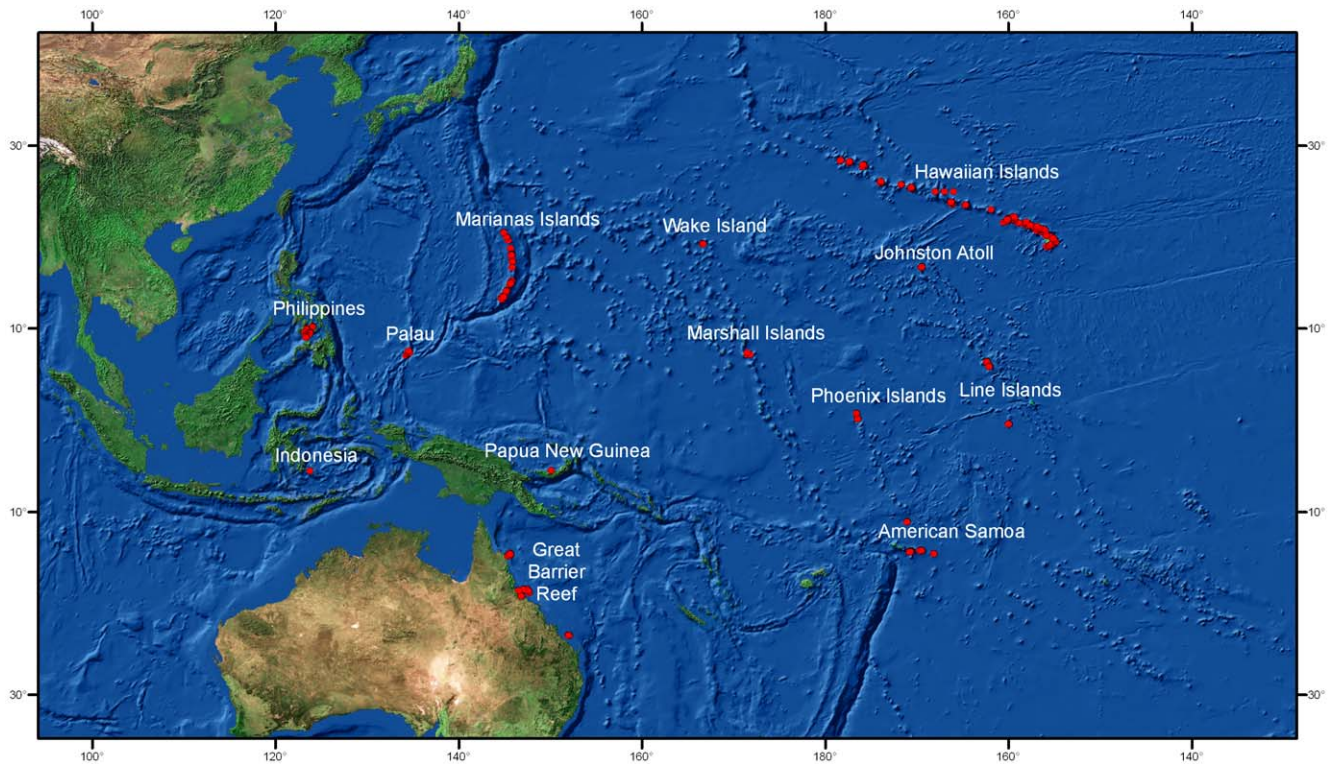 100°
120°
140°
160°
180°
160°
140°
30°
30°
Hawaiian Islands
Marianas Islands
Wake Island
Johnston Atoll
Philippines
10°
Palau
Marshall Islands
10°
Phoenix Islands
Line Islands
Indonesia
Papua New Guinea
10°
American Samoa
10°
Great
Barrier
Reef
30°
30°
100°
120°
140°
160°
180°
160°
140°